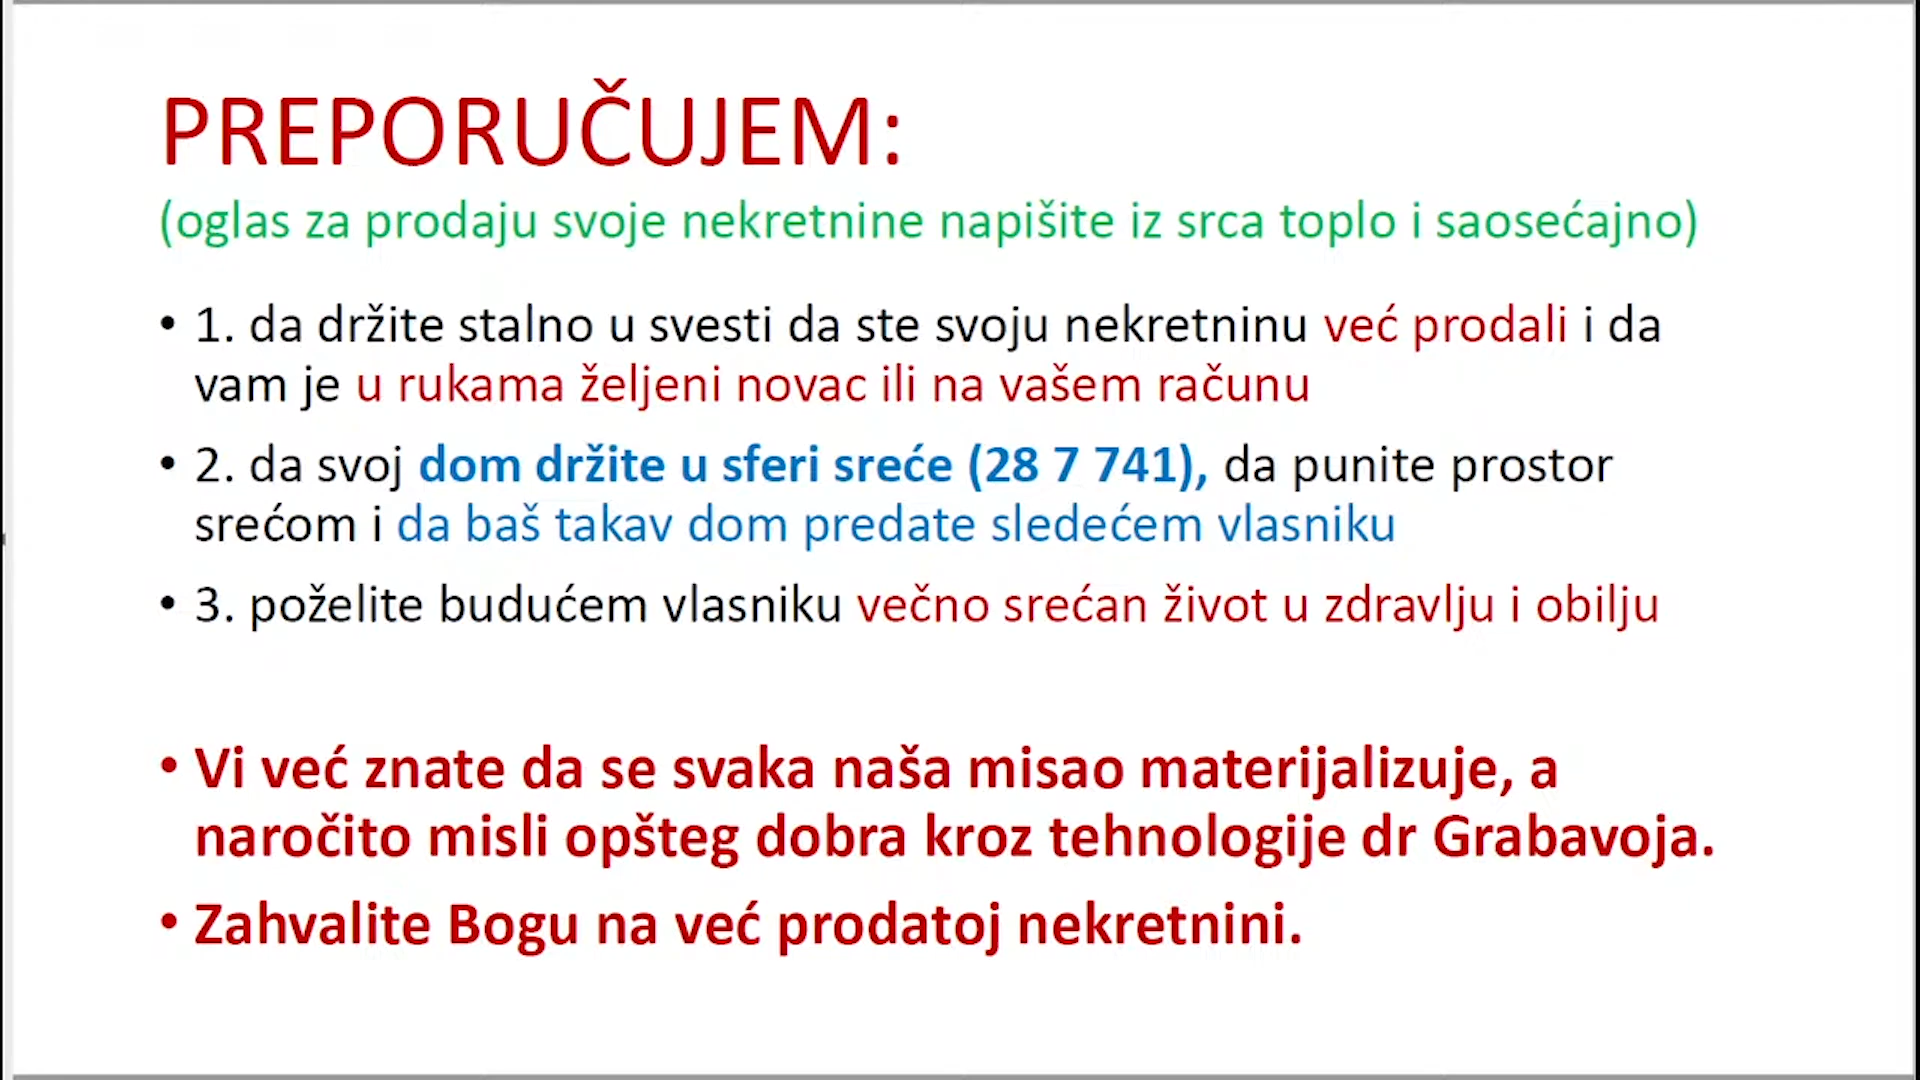 PREPORUČUJEM:
(oglas za prodaju svoje nekretnine napišite iz srca toplo i saosećajno)
• 1. da držite stalno u svesti da ste svoju nekretninu već prodali i da
vam je u rukama željeni novac ili na vašem računu
• 2. da svoj dom držite u sferi sreće (28 7 741), da punite prostor
srećom i da baš takav dom predate sledećem vlasniku
• 3. poželite budućem vlasniku večno srećan život u zdravlju i obilju
• Vi već znate da se svaka naša misao materijalizuje, a
naročito misli opšteg dobra kroz tehnologije dr Grabavoja.
• Zahvalite Bogu na već prodatoj nekretnini.